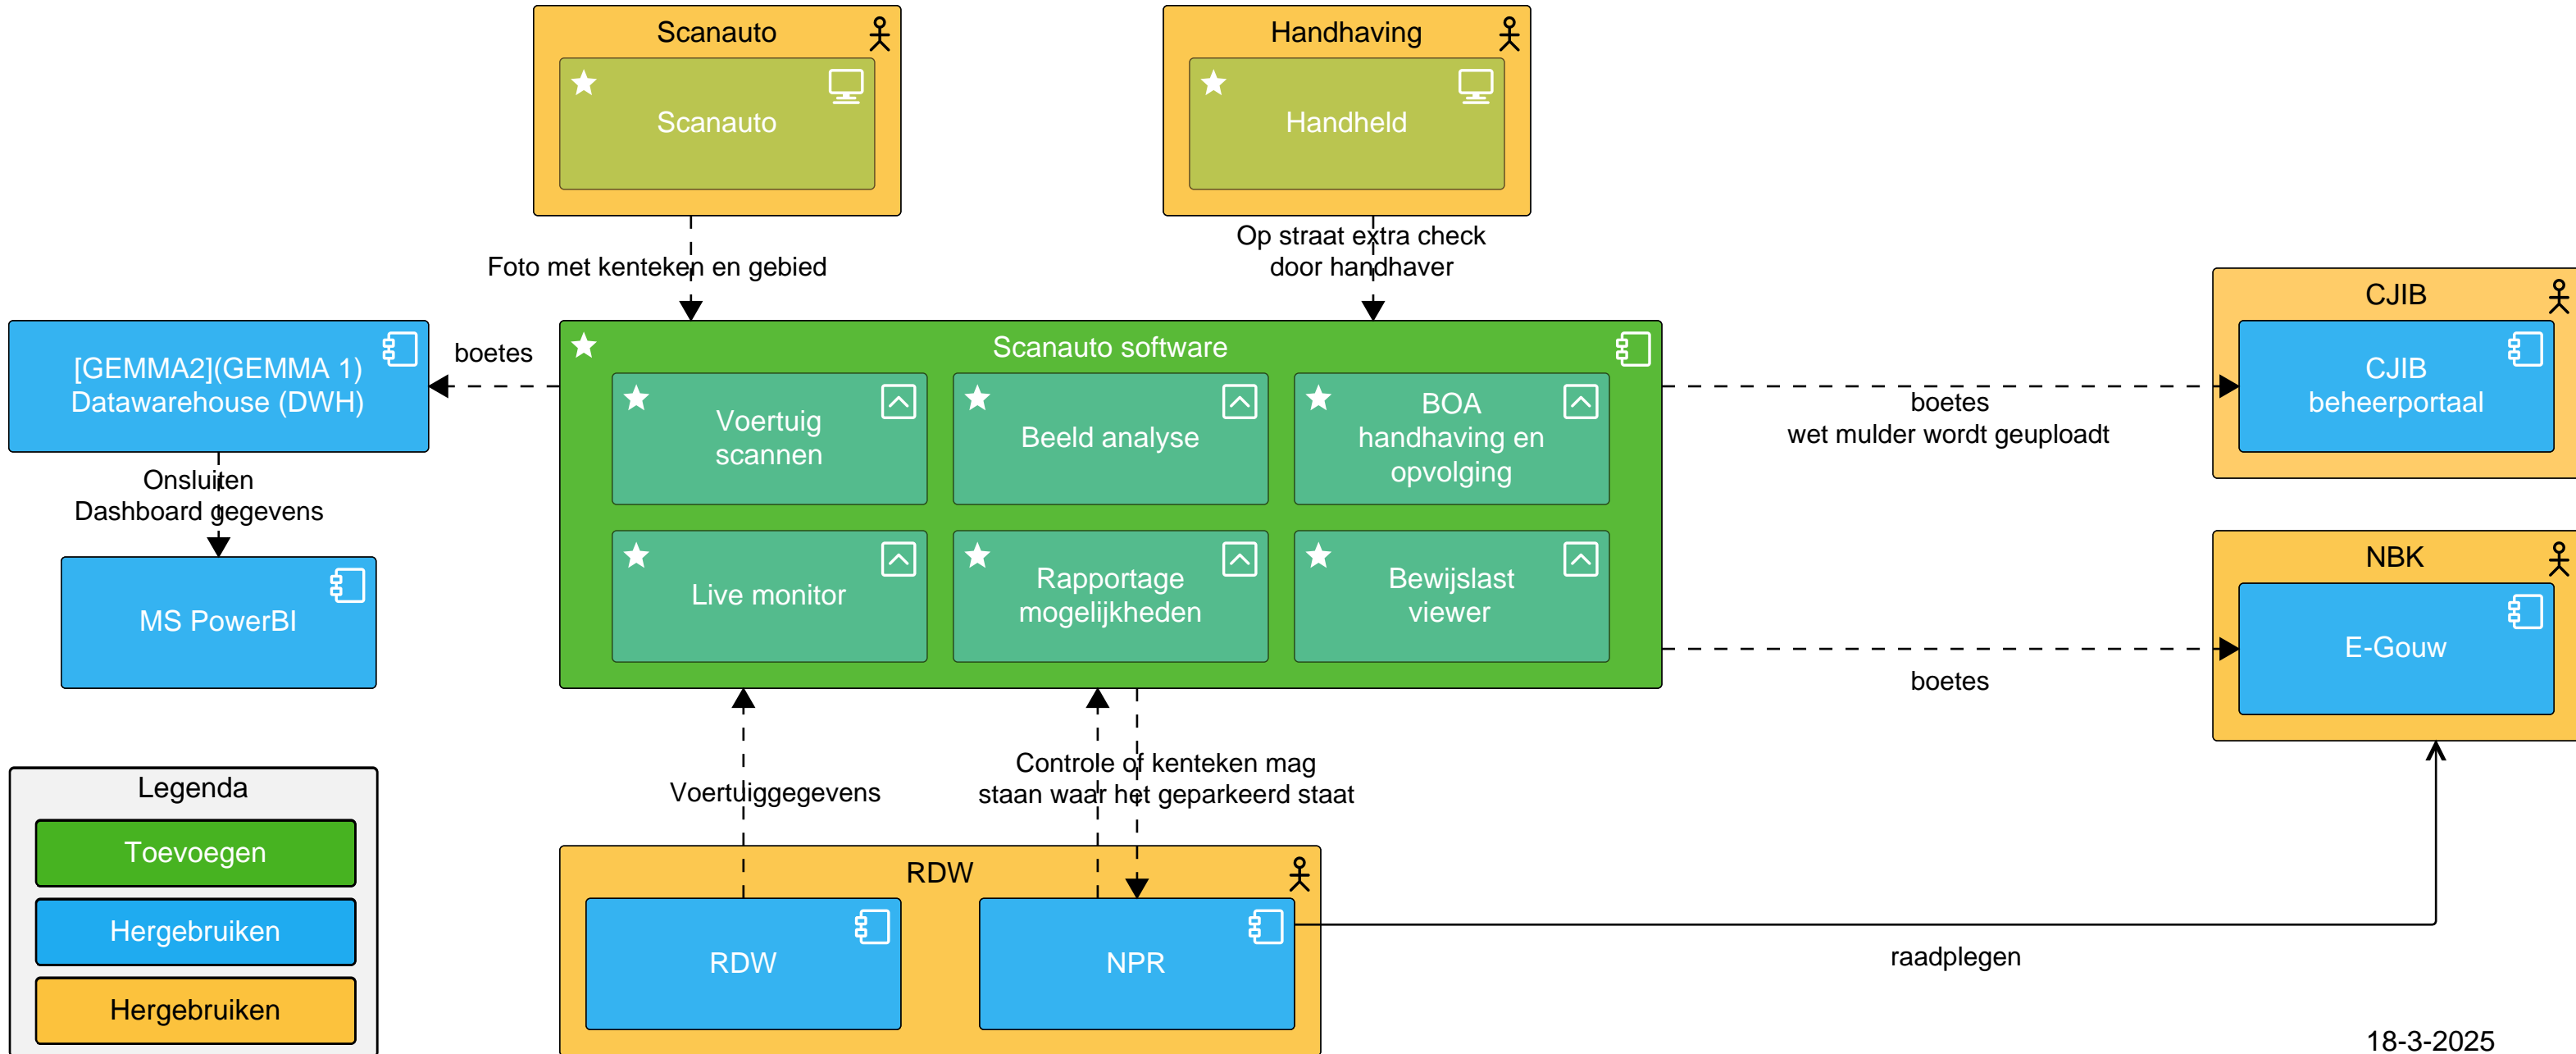 Scanauto
Scanauto
Handhaving
Handheld
Foto met kenteken en gebied
Op straat extra check
door handhaver
[GEMMA2](GEMMA 1)
Datawarehouse (DWH)
boetes
Onsluiten
Dashboard gegevens
MS PowerBI
Scanauto software
Voertuig
scannen
Beeld analyse
BOA
handhaving en
opvolging
Live monitor
Rapportage
mogelijkheden
Bewijslast
viewer
boetes
wet mulder wordt geuploadt
CJIB
CJIB
beheerportaal
boetes
NBK
E-Gouw
Voertuiggegevens
Controle of kenteken mag
staan waar het geparkeerd staat
RDW
RDW
NPR
raadplegen
Legenda
Toevoegen
Hergebruiken
Hergebruiken
18-3-2025